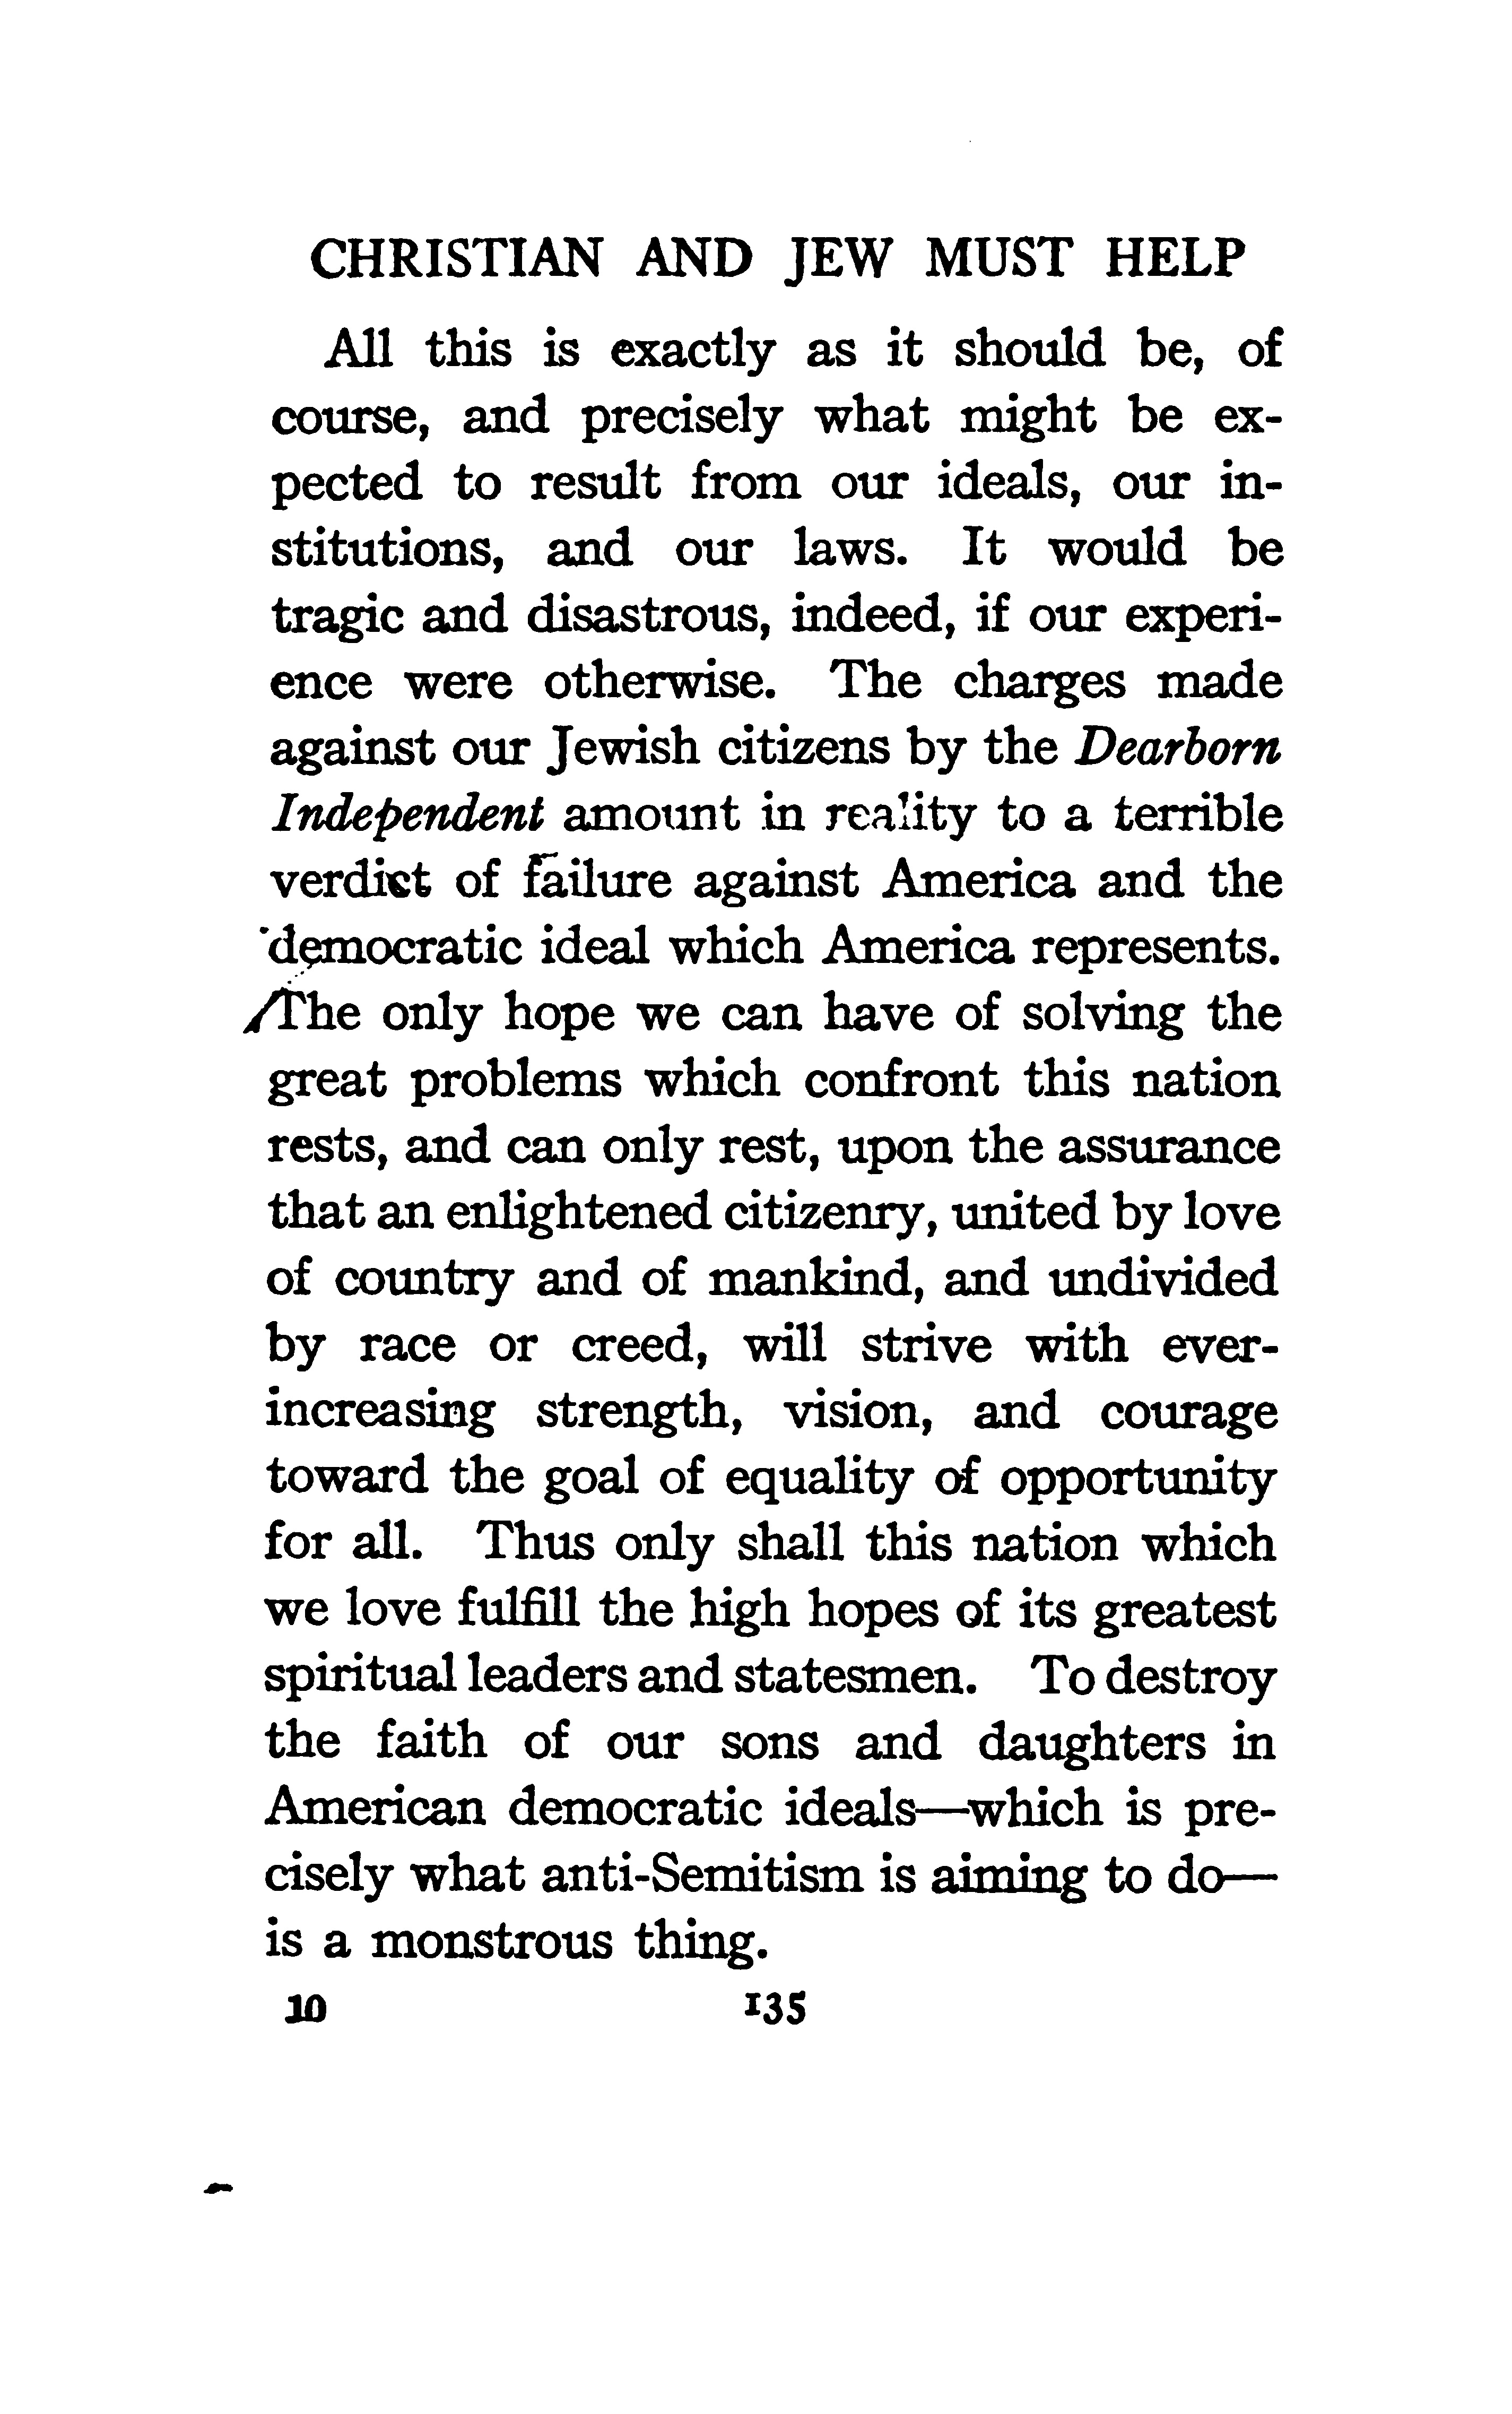 CHRISTIAN AND JEW MUST HELP
All this is exactly as it should be, of
course, and precisely what might be ex-
pected to result from our ideals, our in-
stitutions, and our laws. It would be
tragic and disastrous, indeed, if our experi-
ence were otherwise. The charges made
against our Jewish citizens by the Dearborn
Independent amount in reality to a terrible
verdict of failure against America and the
democratic ideal which America represents.
The only hope we can have of solving the
great problems which confront this nation
rests, and can only rest, upon the assurance
that an enlightened citizenry, united by love
of country and of mankind, and undivided
by race or creed, will strive with ever-
increasing strength, vision, and courage
toward the goal of equality of opportunity
for all. Thus only shall this nation which
we love fulfill the high hopes of its greatest
spiritual leaders and statesmen. To destroy
the faith of our sons and daughters in
American democratic ideals—which is pre-
cisely what anti-Semitism is aiming to do—
is a monstrous thing.
10 135